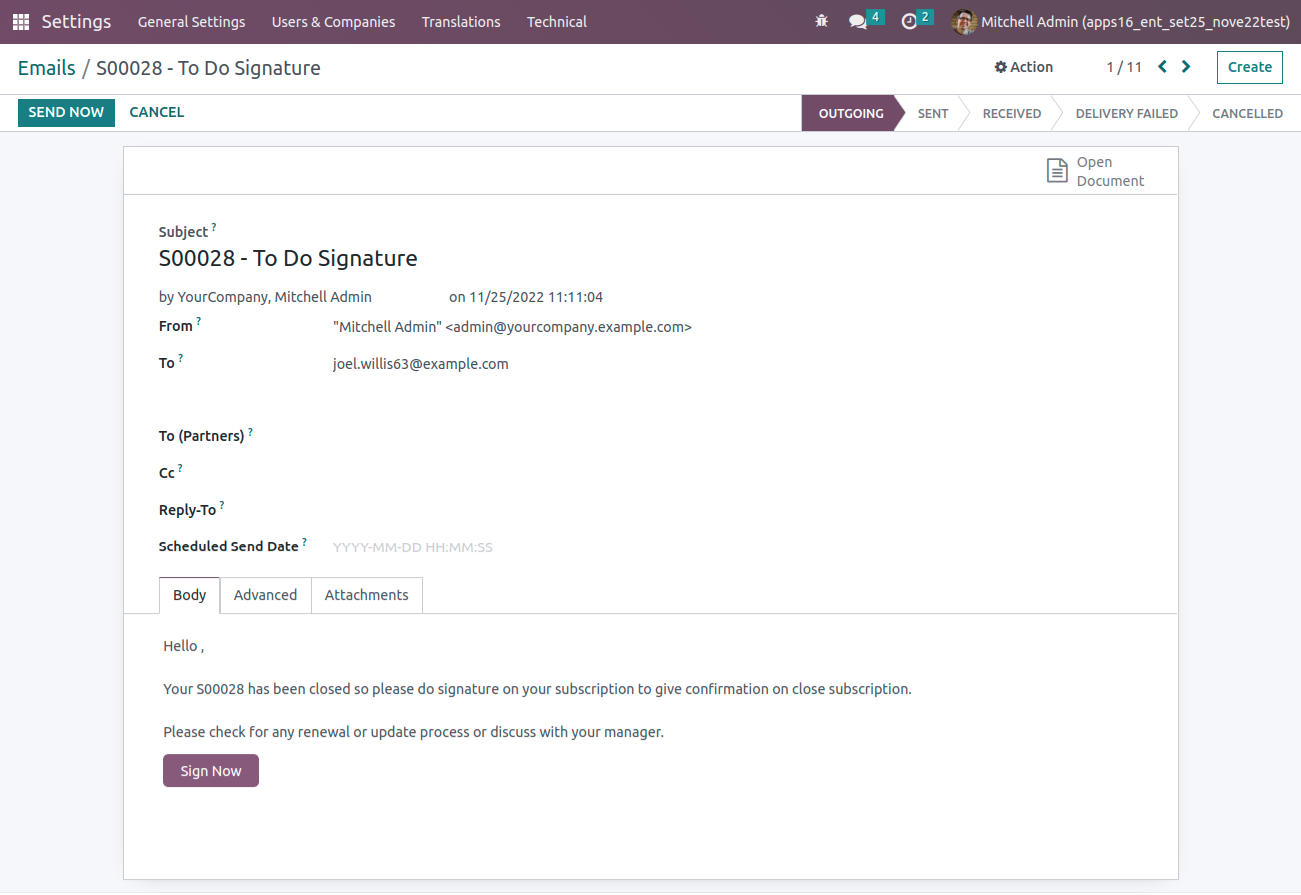 Settings General Settings Users & Companies Translations Technical 4 2 Mitchell Admin (apps16_ent_set25_nove22test)
Emails / S00028 - To Do Signature Action 1 / 11 Create
SEND NOW CANCEL OUTGOING SENT RECEIVED DELIVERY FAILED CANCELLED
Open
Document
Subject ?
S00028 - To Do Signature
by YourCompany, Mitchell Admin on 11/25/2022 11:11:04
From ? "Mitchell Admin" <admin@yourcompany.example.com>
To ? joel.willis63@example.com
To (Partners) ?
Cc ?
Reply-To ?
Scheduled Send Date ? YYYY-MM-DD HH:MM:SS
Body Advanced Attachments
Hello ,
Your S00028 has been closed so please do signature on your subscription to give confirmation on close subscription.
Please check for any renewal or update process or discuss with your manager.
Sign Now